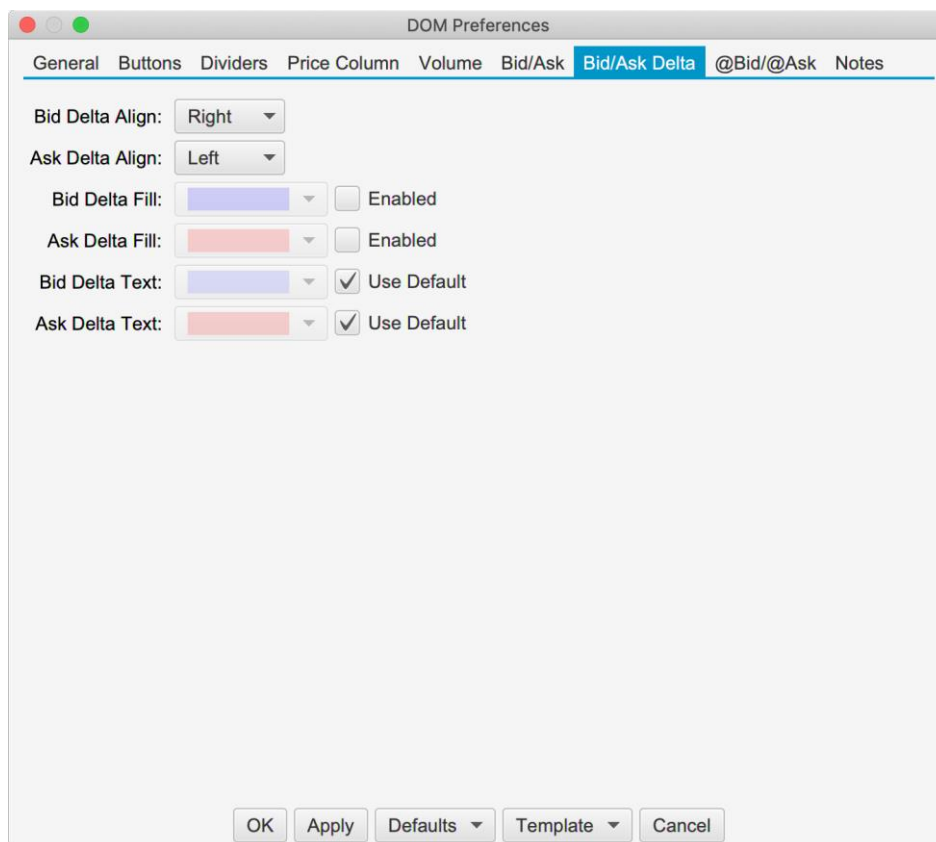 DOM Preferences
General Buttons Dividers Price Column Volume Bid/Ask Bid/Ask Delta @Bid/@Ask Notes
Bid Delta Align: Right
Ask Delta Align: Left
Bid Delta Fill: Enabled
Ask Delta Fill: Enabled
Bid Delta Text: Use Default
Ask Delta Text: Use Default
OK Apply Defaults Template Cancel